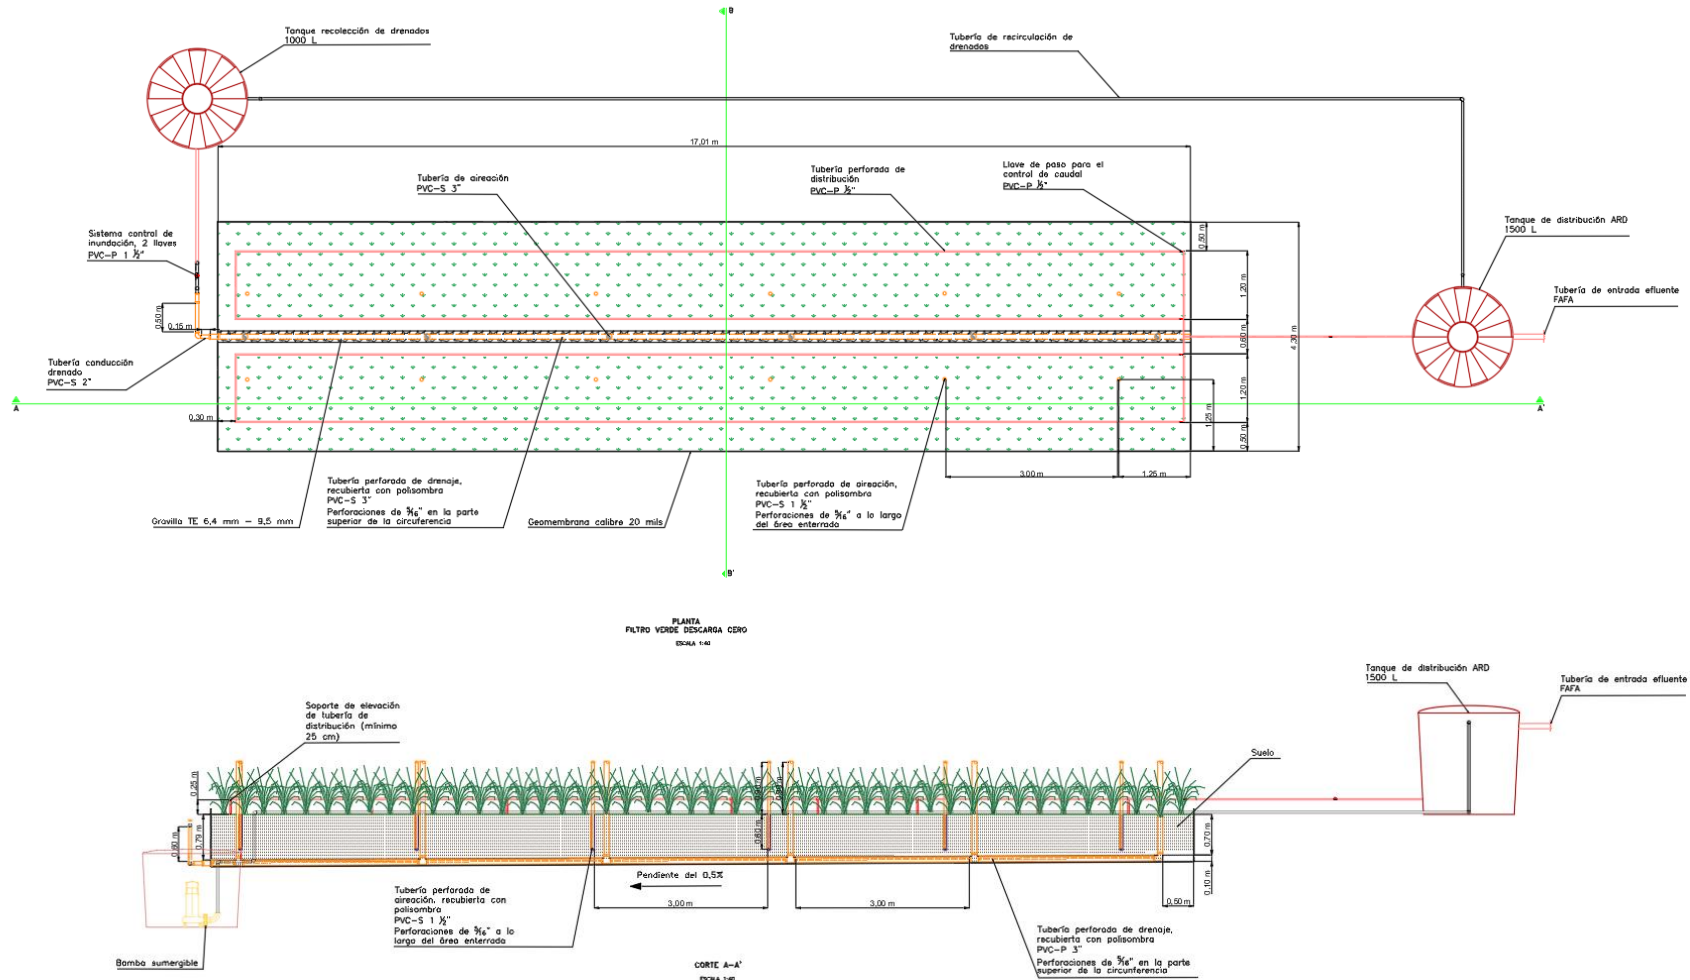 B
Tanque recolección de drenados
1000 L
Tubería de recirculación de
drenados
17,01 m
Tubería de aireación
PVC-S 3"
Tubería perforada de
distribución
PVC-P ½"
Llave de paso para el
control de caudal
PVC-P ½"
Sistema control de
inundación, 2 llaves
PVC-P 1 ½"
0,50 m
Tanque de distribución ARD
1500 L
1,20 m
Tubería de entrada efluente
FAFA
0,50 m
0,15 m
0,60 m
4,30 m
Tubería conducción
drenado
PVC-S 2"
A
A'
0,30 m
1,20 m
1,25 m
0,50 m
3,00 m
1,25 m
Tubería perforada de drenaje,
recubierta con polisombra
PVC-S 3"
Perforaciones de 5/16" en la parte
superior de la circuferencia
Gravilla TE 6,4 mm - 9,5 mm
Geomembrana calibre 20 mils
Tubería perforada de aireación,
recubierta con polisombra
PVC-S 1 ½"
Perforaciones de 5/16" a lo largo
del área enterrada
B'
PLANTA
FILTRO VERDE DESCARGA CERO
ESCALA 1:40
Tanque de distribución ARD
1500 L
Tubería de entrada efluente
FAFA
Soporte de elevación
de tubería de
distribución (mínimo
25 cm)
Suelo
0,25 m
0,60 m
0,79 m
0,60 m
0,70 m
0,10 m
Pendiente del 0,5%
3,00 m
3,00 m
0,50 m
Tubería perforada de
aireación, recubierta con
polisombra
PVC-S 1 ½"
Perforaciones de 5/16" a lo
largo del área enterrada
Tubería perforada de drenaje,
recubierta con polisombra
PVC-P 3"
Perforaciones de 5/16" en la parte
superior de la circunferencia
Bomba sumergible
CORTE A-A'